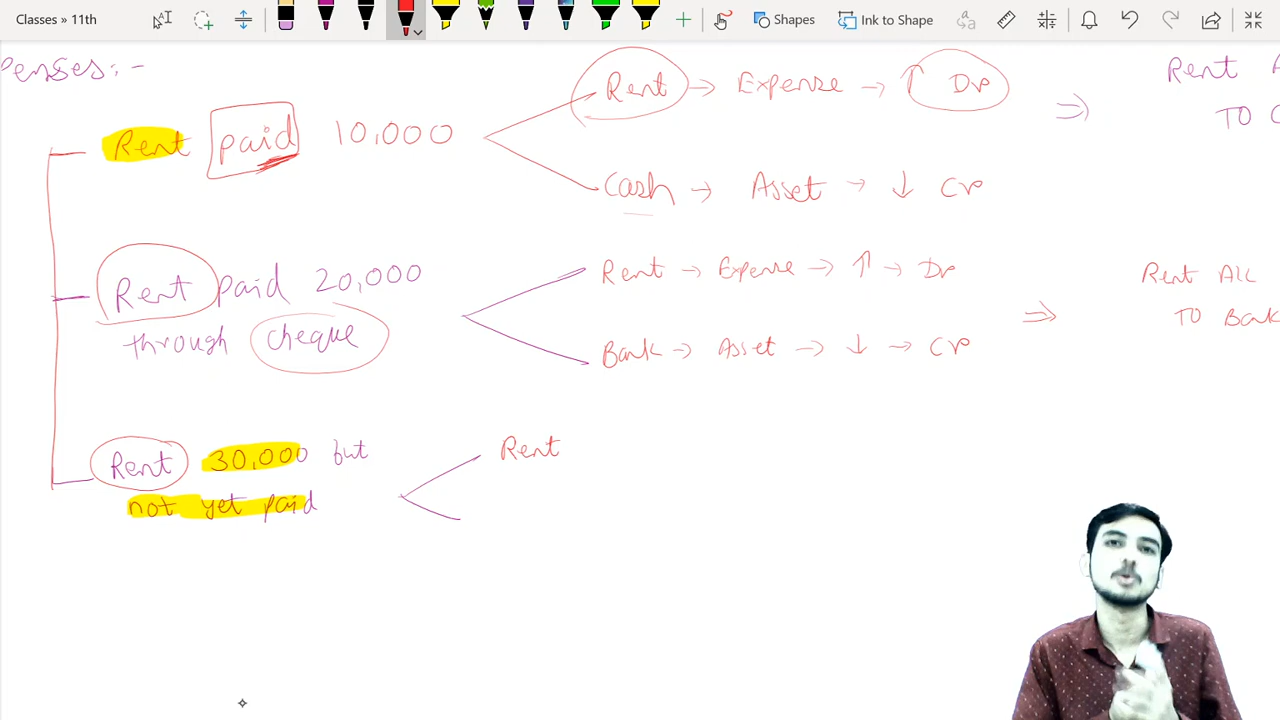 Classes » 11th
Shapes
Ink to Shape
penses:-
Rent paid 10,000
Rent → Expense → ↑ Dr
Cash → Asset → ↓ Cr
⇒ Rent A
TO C
Rent paid 20,000
through cheque
Rent → Expense → ↑ → Dr
Bank → Asset → ↓ → Cr
⇒ Rent A/c
TO Bank
Rent 30,000 but
not yet paid
Rent